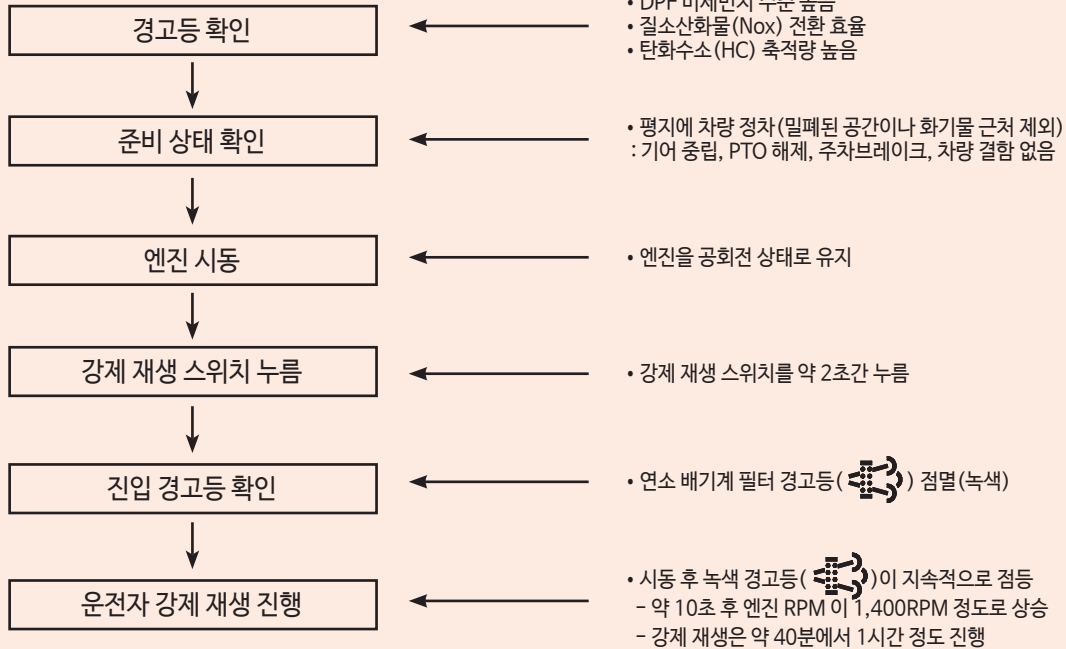 • DPF 미세먼지 수준 높음
경고등 확인
• 질소산화물(Nox) 전환 효율
• 탄화수소(HC) 축적량 높음
준비 상태 확인
• 평지에 차량 정차(밀폐된 공간이나 화기물 근처 제외)
: 기어 중립, PTO 해제, 주차브레이크, 차량 결함 없음
엔진 시동
• 엔진을 공회전 상태로 유지
강제 재생 스위치 누름
• 강제 재생 스위치를 약 2초간 누름
진입 경고등 확인
• 연소 배기계 필터 경고등( ) 점멸(녹색)
운전자 강제 재생 진행
• 시동 후 녹색 경고등( )이 지속적으로 점등
- 약 10초 후 엔진 RPM 이 1,400RPM 정도로 상승
- 강제 재생은 약 40분에서 1시간 정도 진행